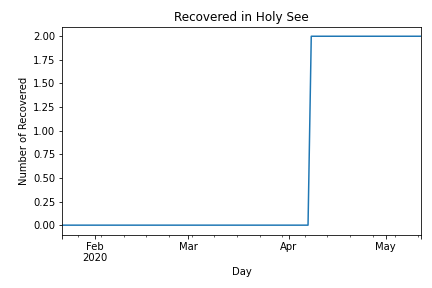 Recovered in Holy See
Number of Recovered
2.00
1.75
1.50
1.25
1.00
0.75
0.50
0.25
0.00
Feb
2020
Mar
Apr
May
Day